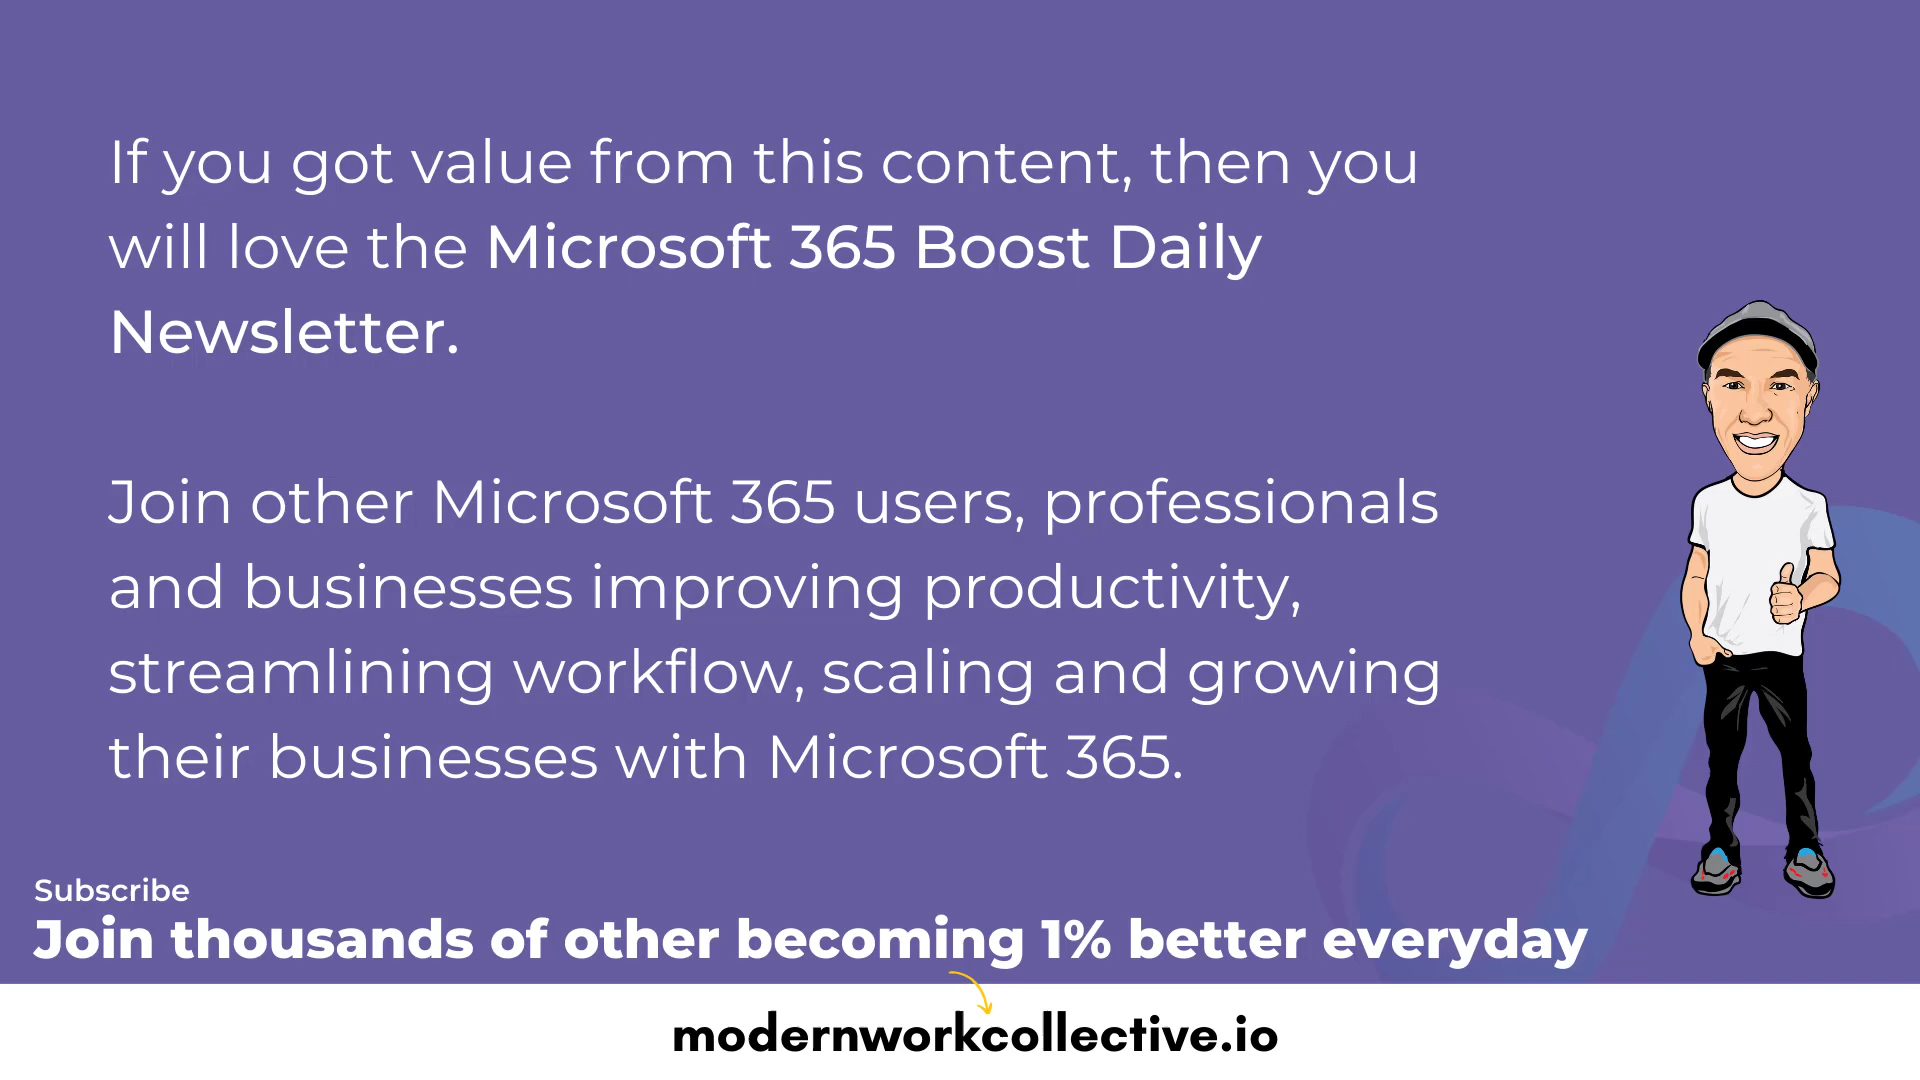 If you got value from this content, then you
will love the Microsoft 365 Boost Daily
Newsletter.
Join other Microsoft 365 users, professionals
and businesses improving productivity,
streamlining workflow, scaling and growing
their businesses with Microsoft 365.
Subscribe
Join thousands of other becoming 1% better everyday
modernworkcollective.io